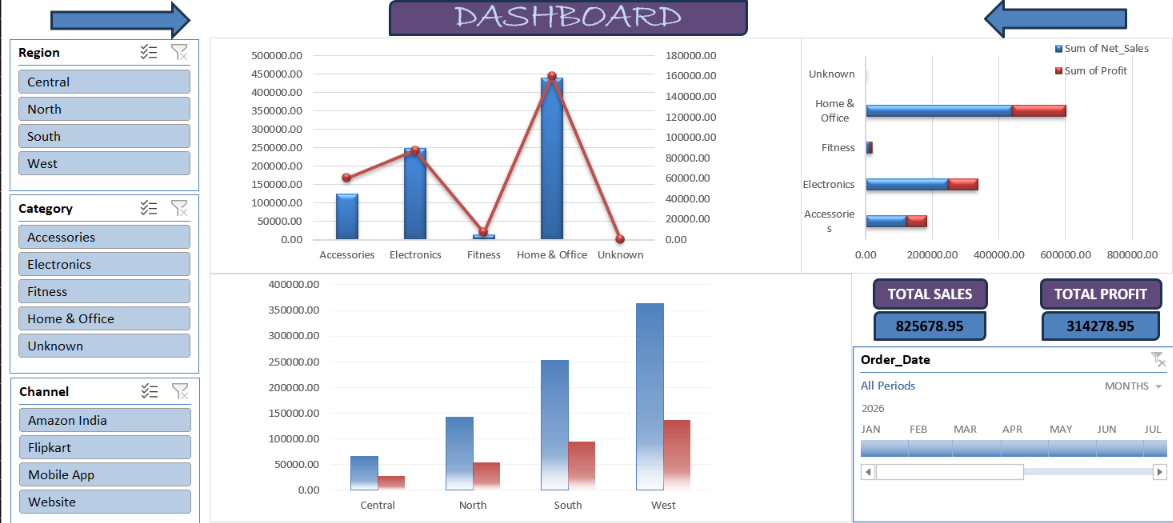 DASHBOARD
Region
Central
North
South
West
Category
Accessories
Electronics
Fitness
Home & Office
Unknown
Channel
Amazon India
Flipkart
Mobile App
Website
500000.00
450000.00
400000.00
350000.00
300000.00
250000.00
200000.00
150000.00
100000.00
50000.00
0.00
180000.00
160000.00
140000.00
120000.00
100000.00
80000.00
60000.00
40000.00
20000.00
0.00
Accessories Electronics Fitness Home & Office Unknown
Sum of Net_Sales
Sum of Profit
Unknown
Home &
Office
Fitness
Electronics
Accessorie
s
0.00 200000.00 400000.00 600000.00 800000.00
400000.00
350000.00
300000.00
250000.00
200000.00
150000.00
100000.00
50000.00
0.00
Central North South West
TOTAL SALES
825678.95
TOTAL PROFIT
314278.95
Order_Date
All Periods MONTHS
2026
JAN FEB MAR APR MAY JUN JUL